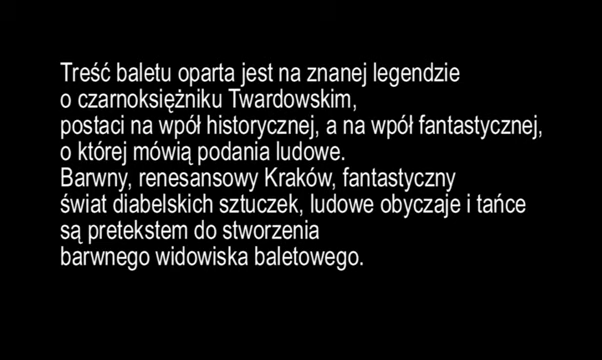 Treść baletu oparta jest na znanej legendzie
o czarnoksiężniku Twardowskim,
postaci na wpół historycznej, a na wpół fantastycznej,
o której mówią podania ludowe.
Barwny, renesansowy Kraków, fantastyczny
świat diabelskich sztuczek, ludowe obyczaje i tańce
są pretekstem do stworzenia
barwnego widowiska baletowego.